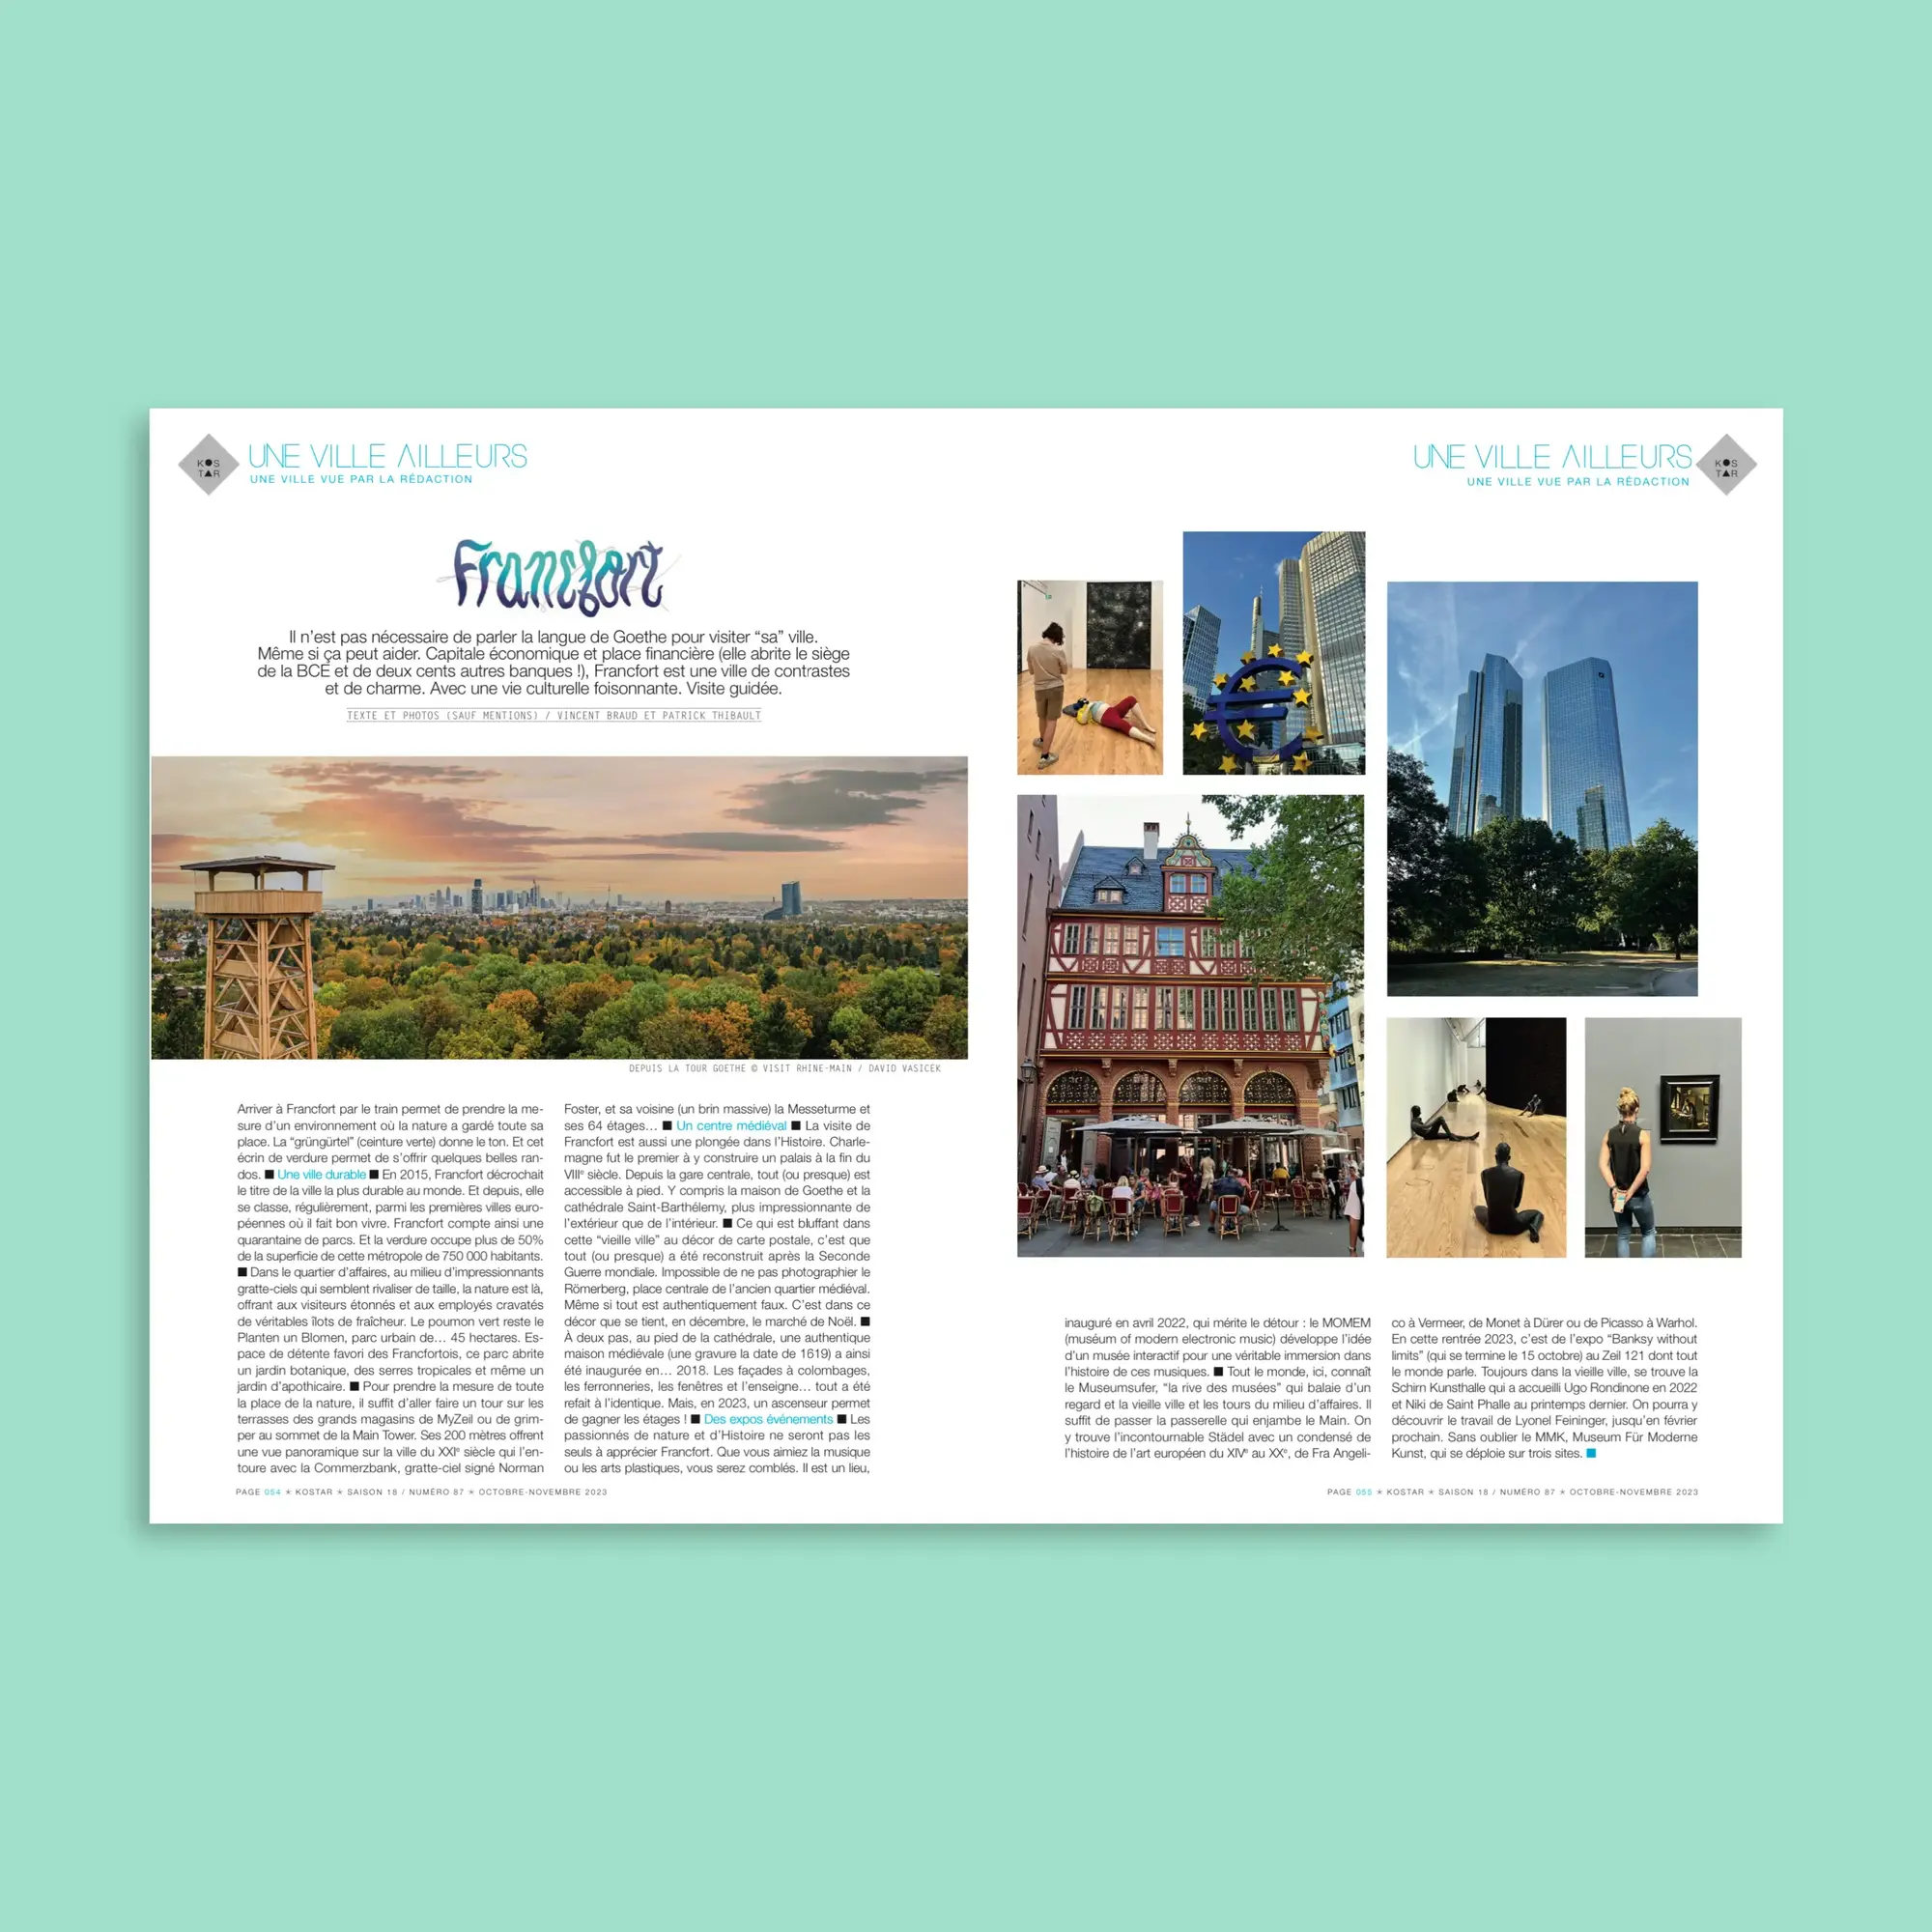 KOS
TAR
UNE VILLE AILLEURS
UNE VILLE VUE PAR LA RÉDACTION
Francfort
Il n’est pas nécessaire de parler la langue de Goethe pour visiter “sa” ville.
Même si ça peut aider. Capitale économique et place financière (elle abrite le siège
de la BCE et de deux cents autres banques !), Francfort est une ville de contrastes
et de charme. Avec une vie culturelle foisonnante. Visite guidée.
TEXTE ET PHOTOS (SAUF MENTIONS) / VINCENT BRAUD ET PATRICK THIBAULT
DEPUIS LA TOUR GOETHE © VISIT RHINE-MAIN / DAVID VASICEK
Arriver à Francfort par le train permet de prendre la me-
sure d’un environnement où la nature a gardé toute sa
place. La “grüngürtel” (ceinture verte) donne le ton. Et cet
écrin de verdure permet de s’offrir quelques belles ran-
dos. ■ Une ville durable ■ En 2015, Francfort décrochait
le titre de la ville la plus durable au monde. Et depuis, elle
se classe, régulièrement, parmi les premières villes euro-
péennes où il fait bon vivre. Francfort compte ainsi une
quarantaine de parcs. Et la verdure occupe plus de 50%
de la superficie de cette métropole de 750 000 habitants.
■ Dans le quartier d’affaires, au milieu d’impressionnants
gratte-ciels qui semblent rivaliser de taille, la nature est là,
offrant aux visiteurs étonnés et aux employés cravatés
de véritables îlots de fraîcheur. Le poumon vert reste le
Planten un Blomen, parc urbain de… 45 hectares. Es-
pace de détente favori des Francfortois, ce parc abrite
un jardin botanique, des serres tropicales et même un
jardin d’apothicaire. ■ Pour prendre la mesure de toute
la place de la nature, il suffit d’aller faire un tour sur les
terrasses des grands magasins de MyZeil ou de grim-
per au sommet de la Main Tower. Ses 200 mètres offrent
une vue panoramique sur la ville du XXIe siècle qui l’en-
toure avec la Commerzbank, gratte-ciel signé Norman
Foster, et sa voisine (un brin massive) la Messeturme et
ses 64 étages… ■ Un centre médiéval ■ La visite de
Francfort est aussi une plongée dans l’Histoire. Charle-
magne fut le premier à y construire un palais à la fin du
VIIIe siècle. Depuis la gare centrale, tout (ou presque) est
accessible à pied. Y compris la maison de Goethe et la
cathédrale Saint-Barthélemy, plus impressionnante de
l’extérieur que de l’intérieur. ■ Ce qui est bluffant dans
cette “vieille ville” au décor de carte postale, c’est que
tout (ou presque) a été reconstruit après la Seconde
Guerre mondiale. Impossible de ne pas photographier le
Römerberg, place centrale de l’ancien quartier médiéval.
Même si tout est authentiquement faux. C’est dans ce
décor que se tient, en décembre, le marché de Noël. ■
À deux pas, au pied de la cathédrale, une authentique
maison médiévale (une gravure la date de 1619) a ainsi
été inaugurée en… 2018. Les façades à colombages,
les ferronneries, les fenêtres et l’enseigne… tout a été
refait à l’identique. Mais, en 2023, un ascenseur permet
de gagner les étages ! ■ Des expos événements ■ Les
passionnés de nature et d’Histoire ne seront pas les
seuls à apprécier Francfort. Que vous aimiez la musique
ou les arts plastiques, vous serez comblés. Il est un lieu,
PAGE 054 ★ KOSTAR ★ SAISON 18 / NUMÉRO 87 ★ OCTOBRE-NOVEMBRE 2023
UNE VILLE AILLEURS
UNE VILLE VUE PAR LA RÉDACTION
KOS
TAR
inauguré en avril 2022, qui mérite le détour : le MOMEM
(muséum of modern electronic music) développe l’idée
d’un musée interactif pour une véritable immersion dans
l’histoire de ces musiques. ■ Tout le monde, ici, connaît
le Museumsufer, “la rive des musées” qui balaie d’un
regard et la vieille ville et les tours du milieu d’affaires. Il
suffit de passer la passerelle qui enjambe le Main. On
y trouve l’incontournable Städel avec un condensé de
l’histoire de l’art européen du XIVe au XXe, de Fra Angeli-
co à Vermeer, de Monet à Dürer ou de Picasso à Warhol.
En cette rentrée 2023, c’est de l’expo “Banksy without
limits” (qui se termine le 15 octobre) au Zeil 121 dont tout
le monde parle. Toujours dans la vieille ville, se trouve la
Schirn Kunsthalle qui a accueilli Ugo Rondinone en 2022
et Niki de Saint Phalle au printemps dernier. On pourra y
découvrir le travail de Lyonel Feininger, jusqu’en février
prochain. Sans oublier le MMK, Museum Für Moderne
Kunst, qui se déploie sur trois sites. ■
PAGE 055 ★ KOSTAR ★ SAISON 18 / NUMÉRO 87 ★ OCTOBRE-NOVEMBRE 2023